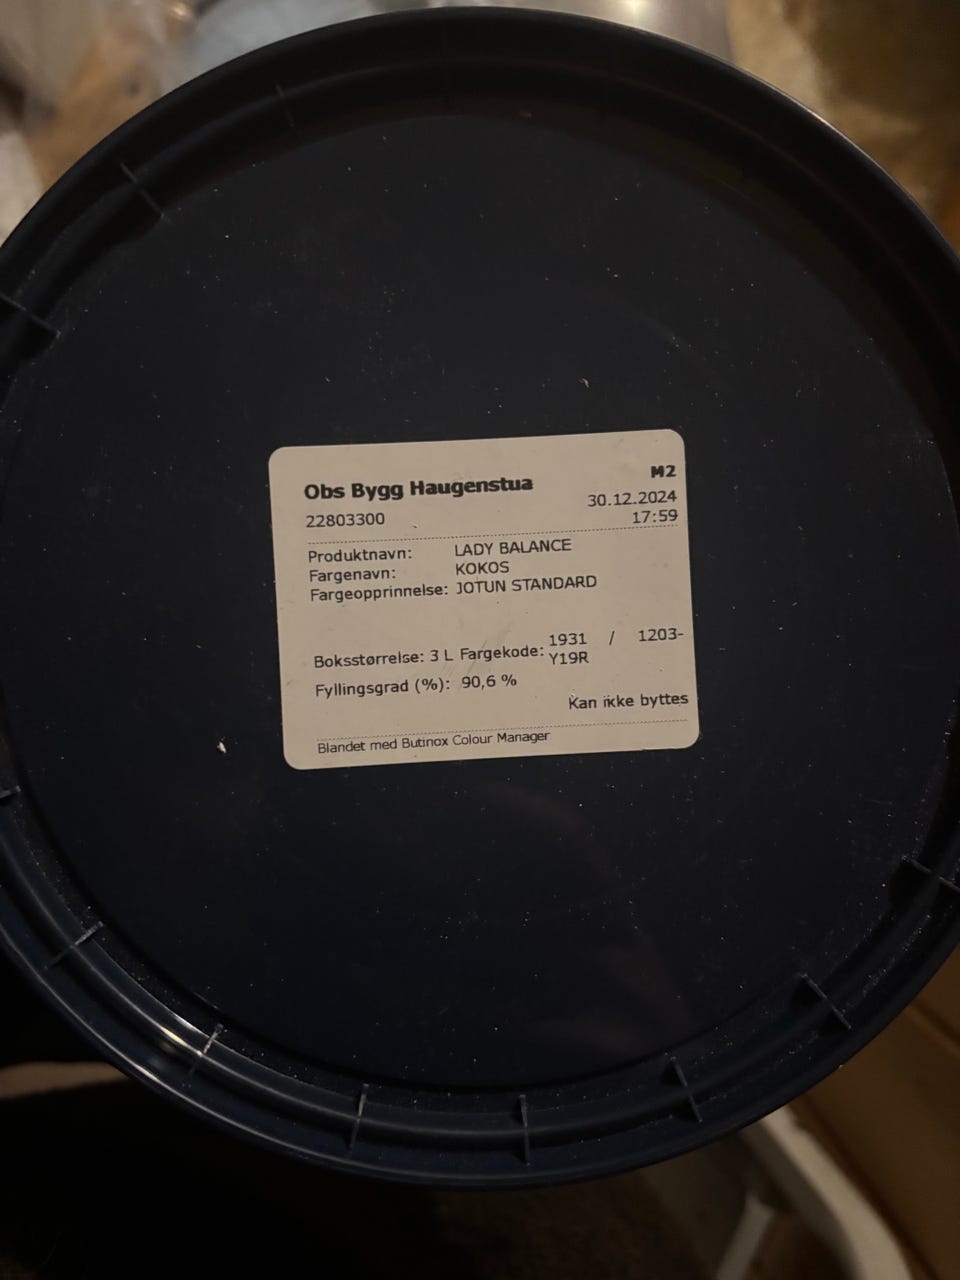 Obs Bygg Haugenstua M2
22803300 30.12.2024
17:59
Produktnavn: LADY BALANCE
Fargenavn: KOKOS
Fargeopprinnelse: JOTUN STANDARD
Boksstørrelse: 3 L Fargekode: 1931 / 1203-
Y19R
Fyllingsgrad (%): 90,6 %
Kan ikke byttes
Blandet med Butinox Colour Manager